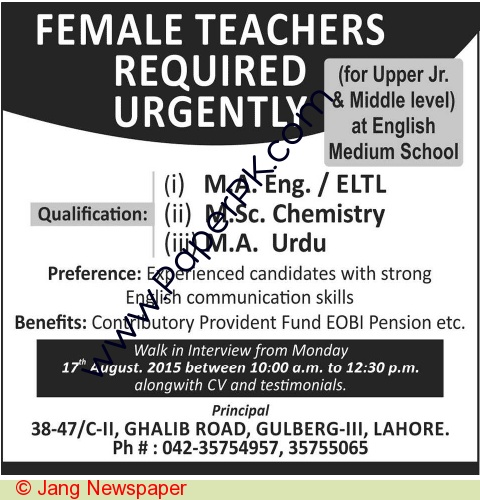 FEMALE TEACHERS
REQUIRED
URGENTLY
(for Upper Jr.
& Middle level)
at English
Medium School
Qualification:
(i) M.A. Eng. / ELTL
(ii) M.Sc. Chemistry
(iii) M.A. Urdu
Preference: Experienced candidates with strong
English communication skills
Benefits: Contributory Provident Fund EOBI Pension etc.
Walk in Interview from Monday
17th August. 2015 between 10:00 a.m. to 12:30 p.m.
alongwith CV and testimonials.
Principal
38-47/C-II, GHALIB ROAD, GULBERG-III, LAHORE.
Ph # : 042-35754957, 35755065
www.PaperPK.com
© Jang Newspaper